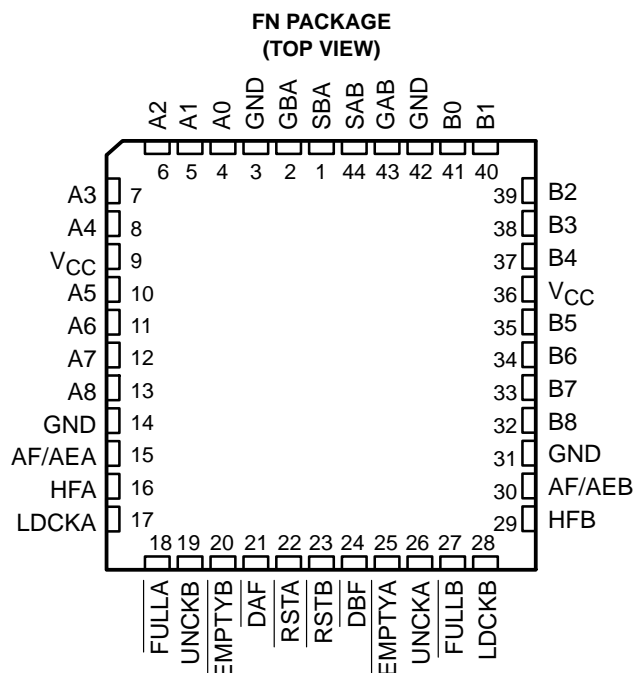 FN PACKAGE
(TOP VIEW)
A2 A1 A0 GND GBA SBA SAB GAB GND B0 B1
6 5 4 3 2 1 44 43 42 41 40
A3 7 39 B2
A4 8 38 B3
VCC 9 37 B4
A5 10 36 VCC
A6 11 35 B5
A7 12 34 B6
A8 13 33 B7
GND 14 32 B8
AF/AEA 15 31 GND
HFA 16 30 AF/AEB
LDCKA 17 29 HFB
18 19 20 21 22 23 24 25 26 27 28
FULLA UNCKB EMPTYB DAF RSTA RSTB DBF EMPTYA UNCKA FULLB LDCKB